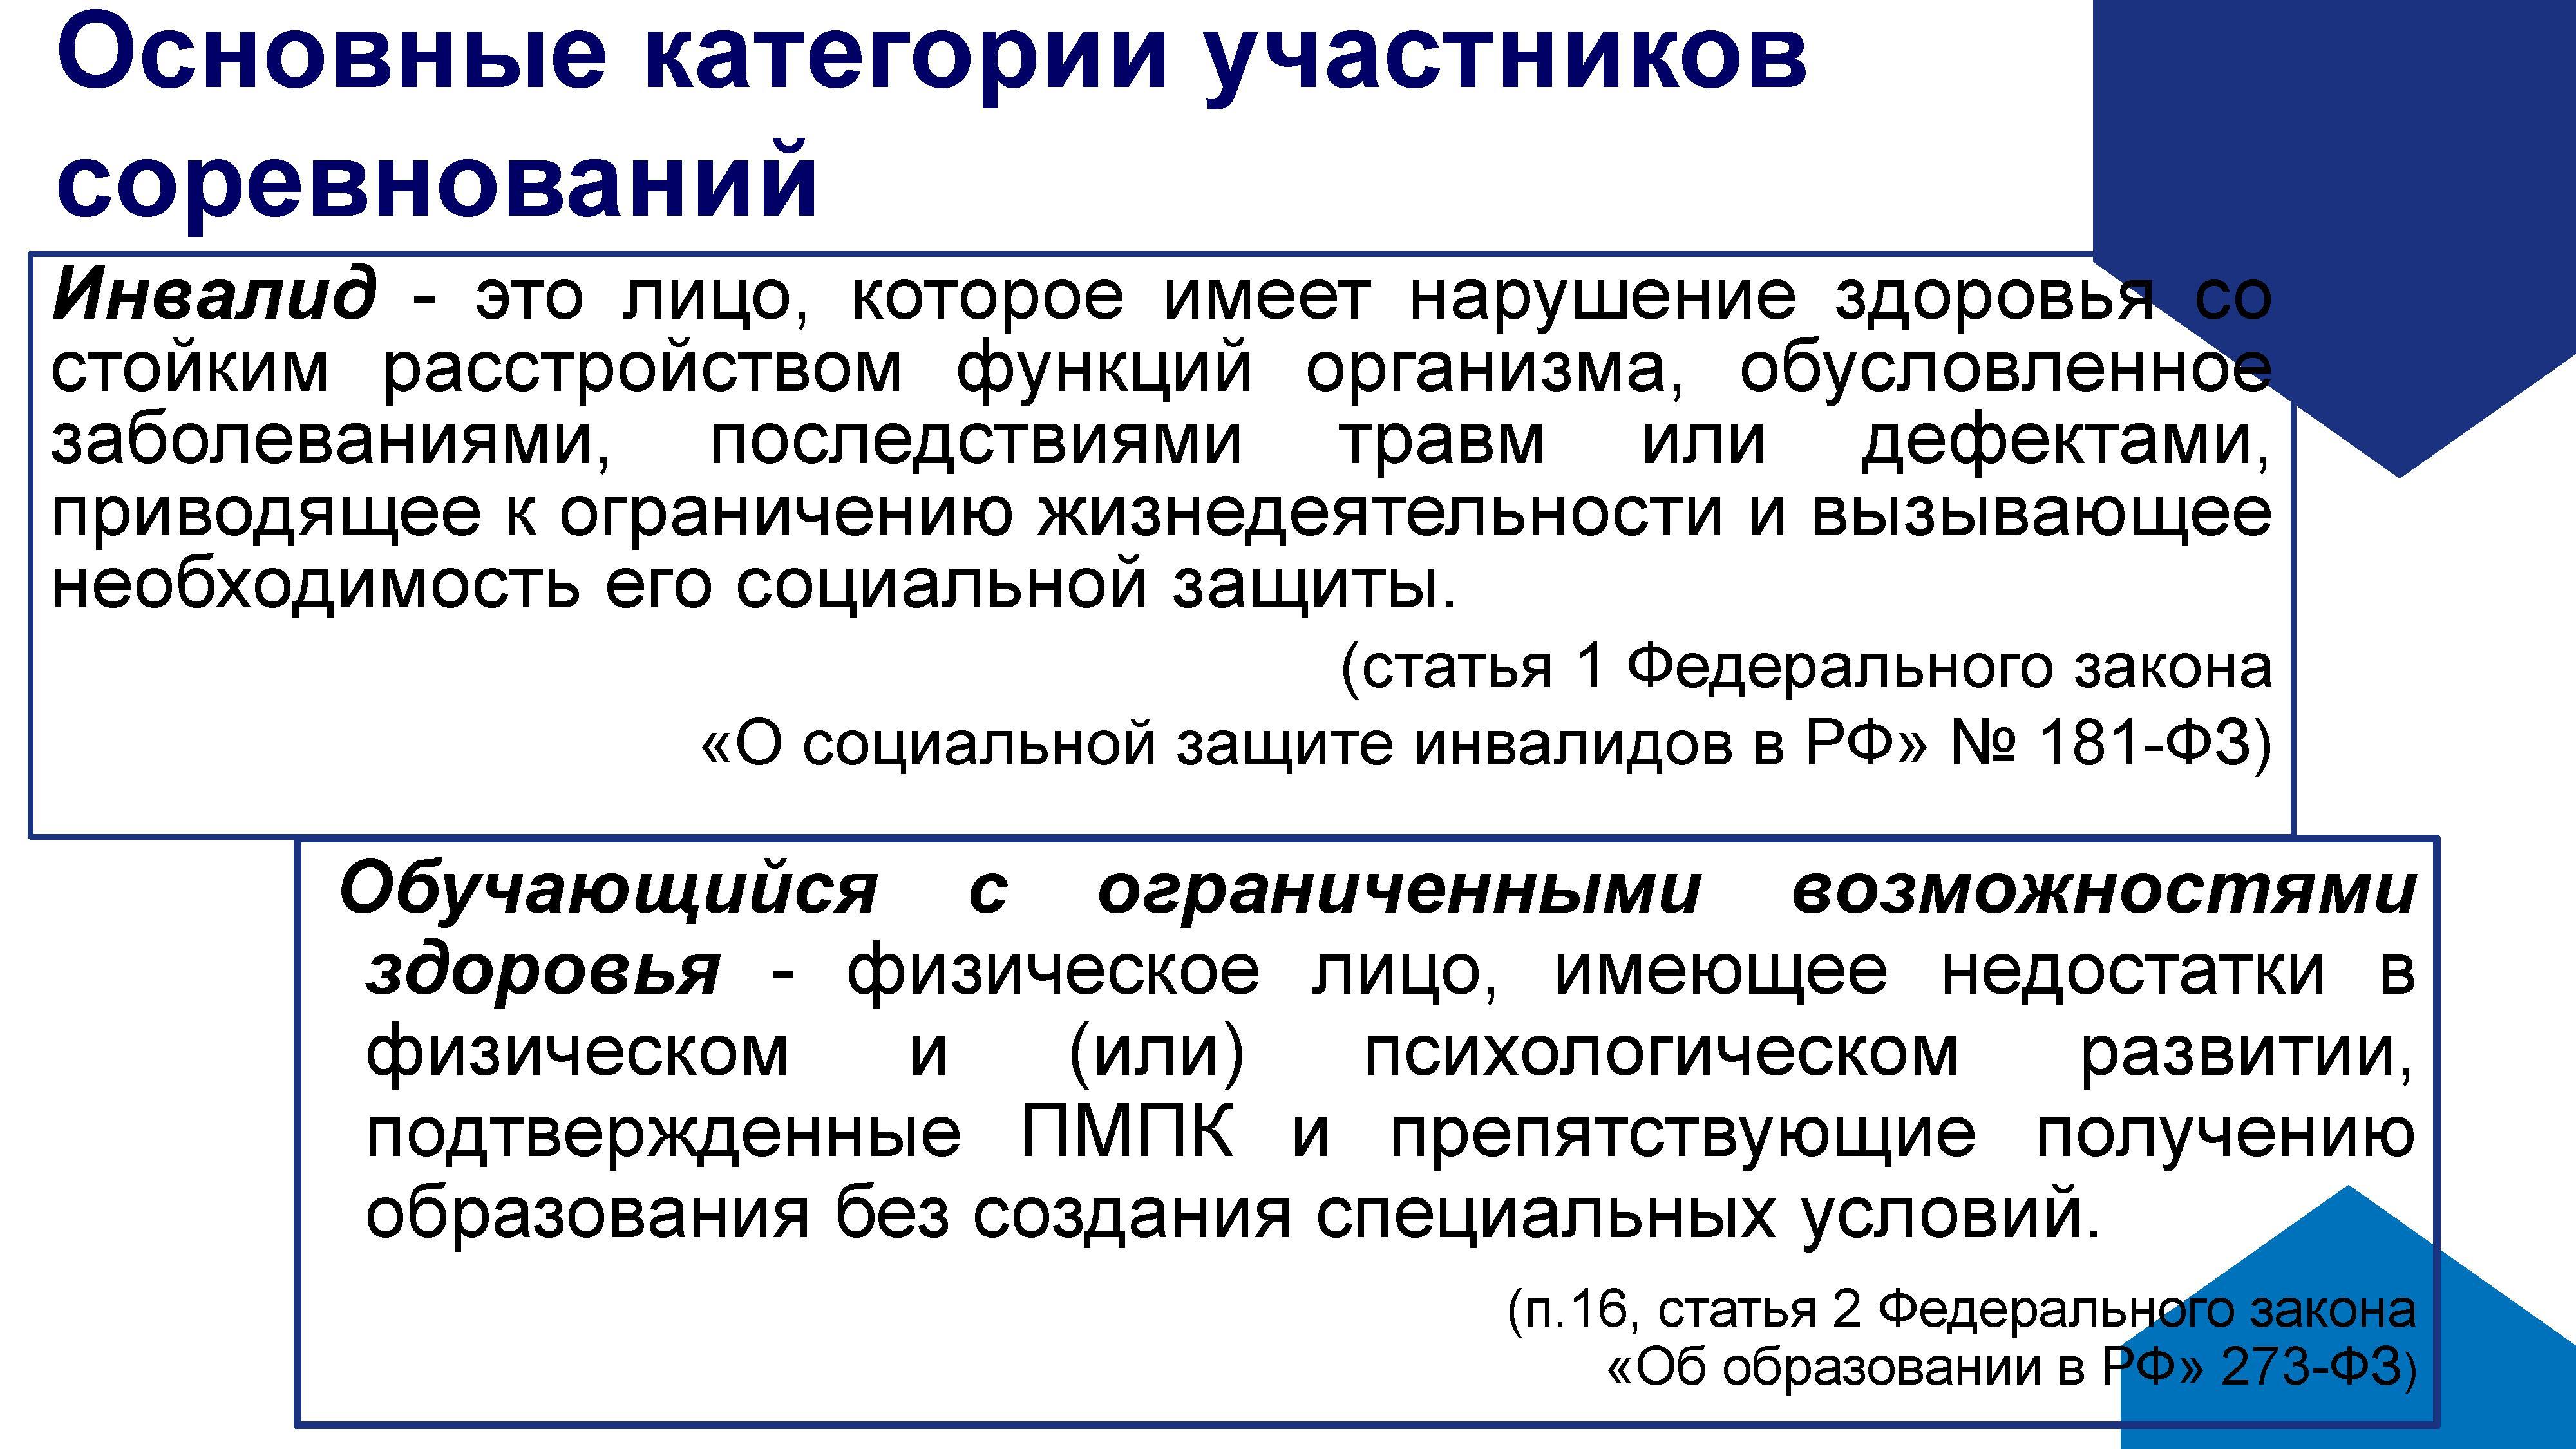 Основные категории участников
соревнований
Инвалид - это лицо, которое имеет нарушение здоровья со
стойким расстройством функций организма, обусловленное
заболеваниями, последствиями травм или дефектами,
приводящее к ограничению жизнедеятельности и вызывающее
необходимость его социальной защиты.
(статья 1 Федерального закона
«О социальной защите инвалидов в РФ» № 181-ФЗ)
Обучающийся с ограниченными возможностями
здоровья - физическое лицо, имеющее недостатки в
физическом и (или) психологическом развитии,
подтвержденные ПМПК и препятствующие получению
образования без создания специальных условий.
(п.16, статья 2 Федерального закона
«Об образовании в РФ» 273-ФЗ)